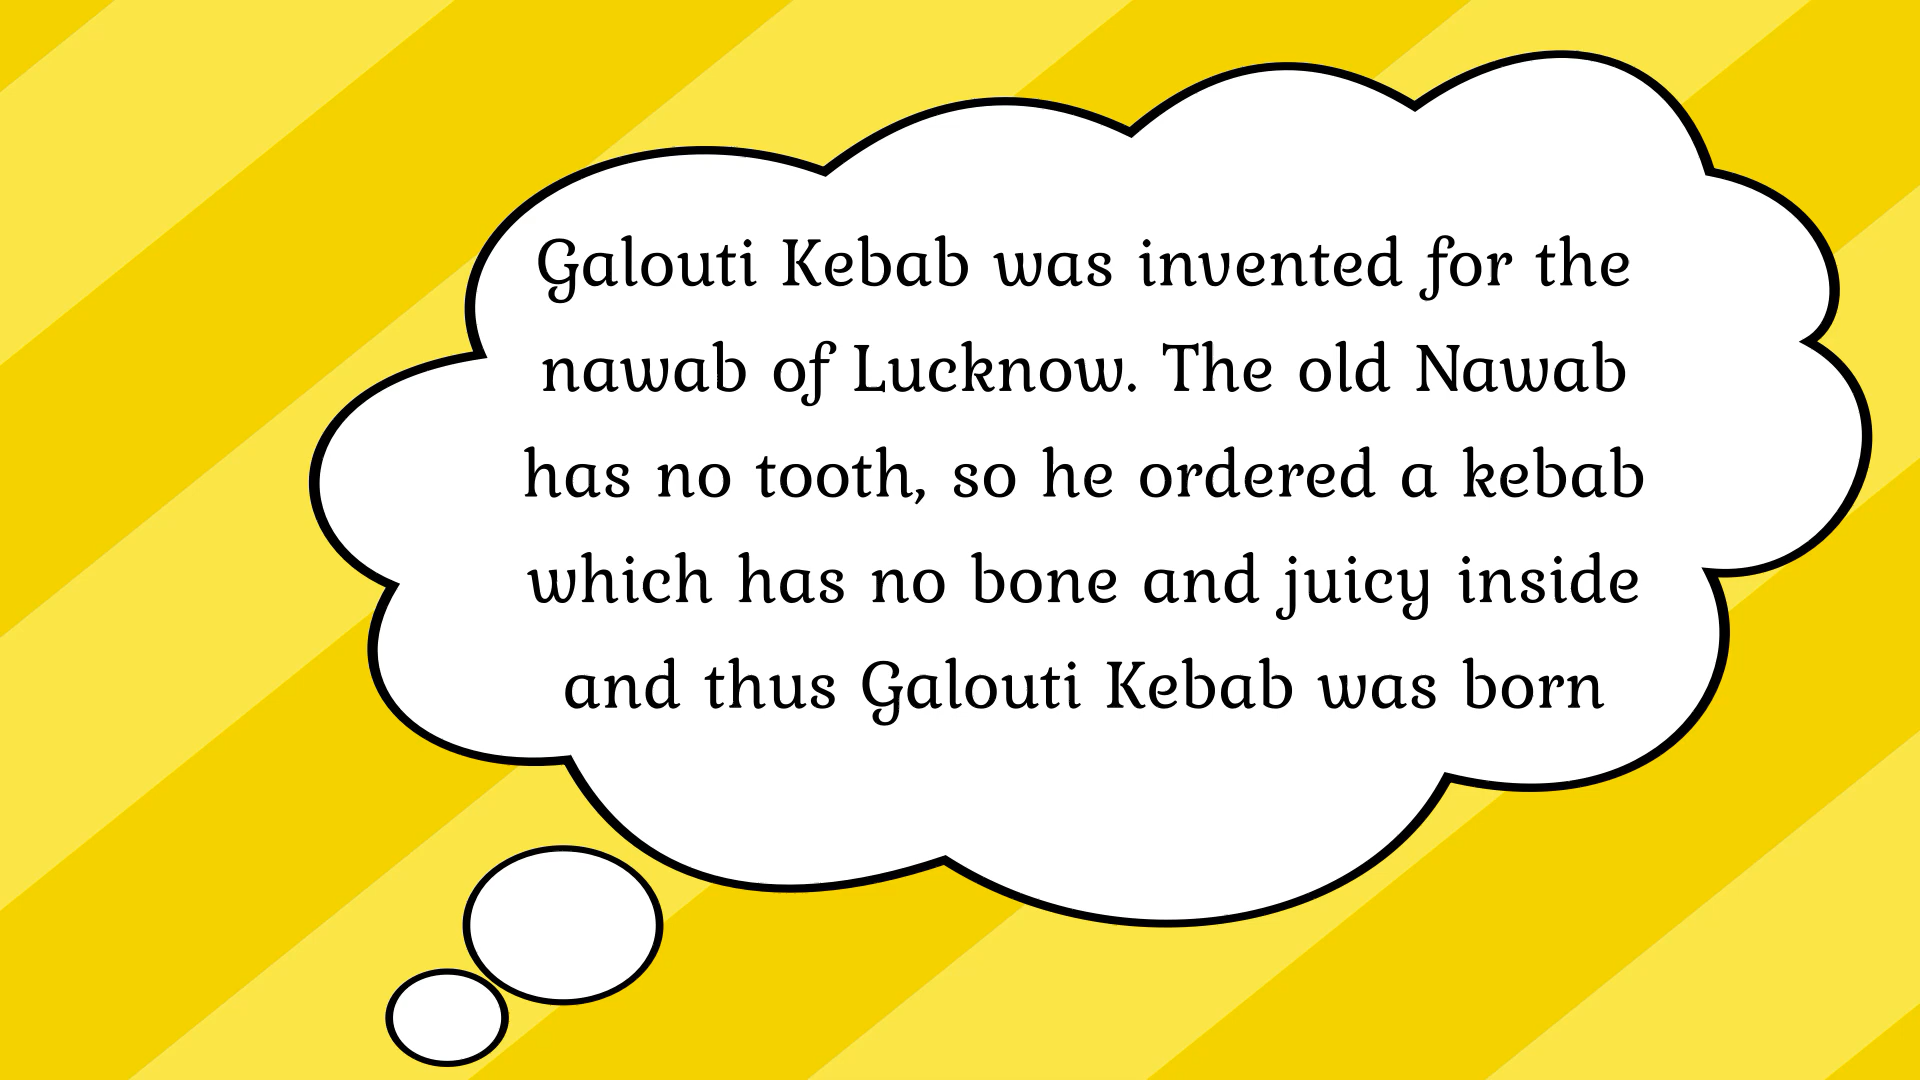 Galouti Kebab was invented for the
nawab of Lucknow. The old Nawab
has no tooth, so he ordered a kebab
which has no bone and juicy inside
and thus Galouti Kebab was born